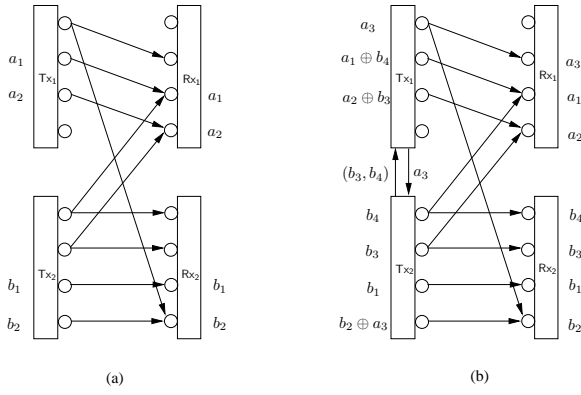 a₁
a₂
Tx₁
Rx₁
a₁
a₂
b₁
b₂
Tx₂
Rx₂
b₁
b₂
(a)
a₃
a₁ ⊕ b₄
a₂ ⊕ b₃
Tx₁
Rx₁
a₃
a₁
a₂
(b₃, b₄)
a₃
b₄
b₃
b₁
b₂ ⊕ a₃
Tx₂
Rx₂
b₄
b₃
b₁
b₂
(b)